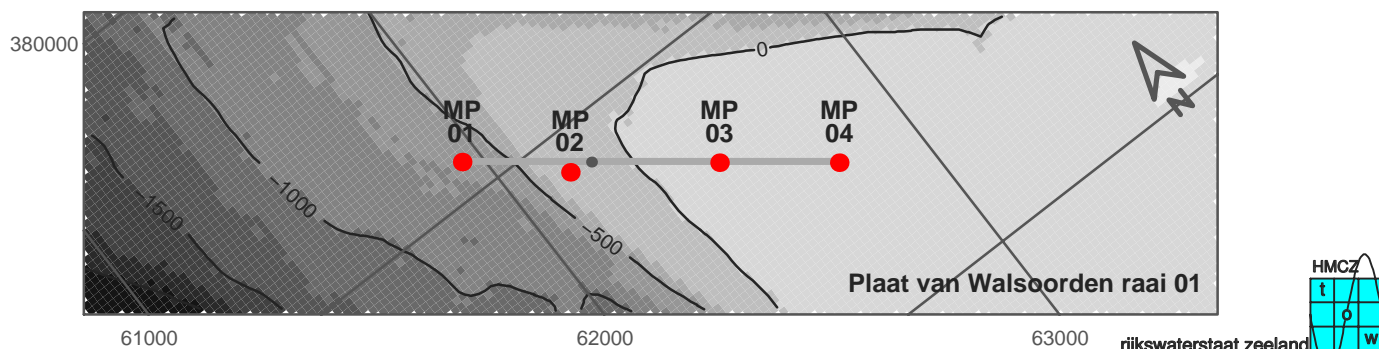 380000
0
MP
01
MP
02
MP
03
MP
04
N
–1000
–1500
–500
Plaat van Walsoorden raai 01
61000
62000
63000
HMCZ
t
o
w
rijkswaterstaat zeeland